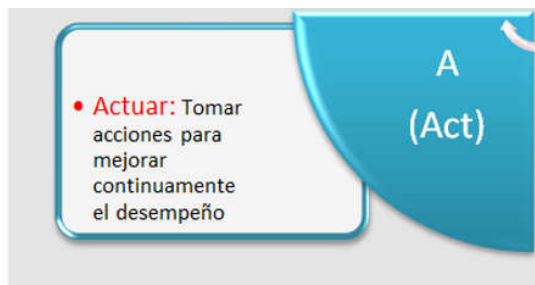 • Actuar: Tomar
acciones para
mejorar
continuamente
el desempeño
A
(Act)